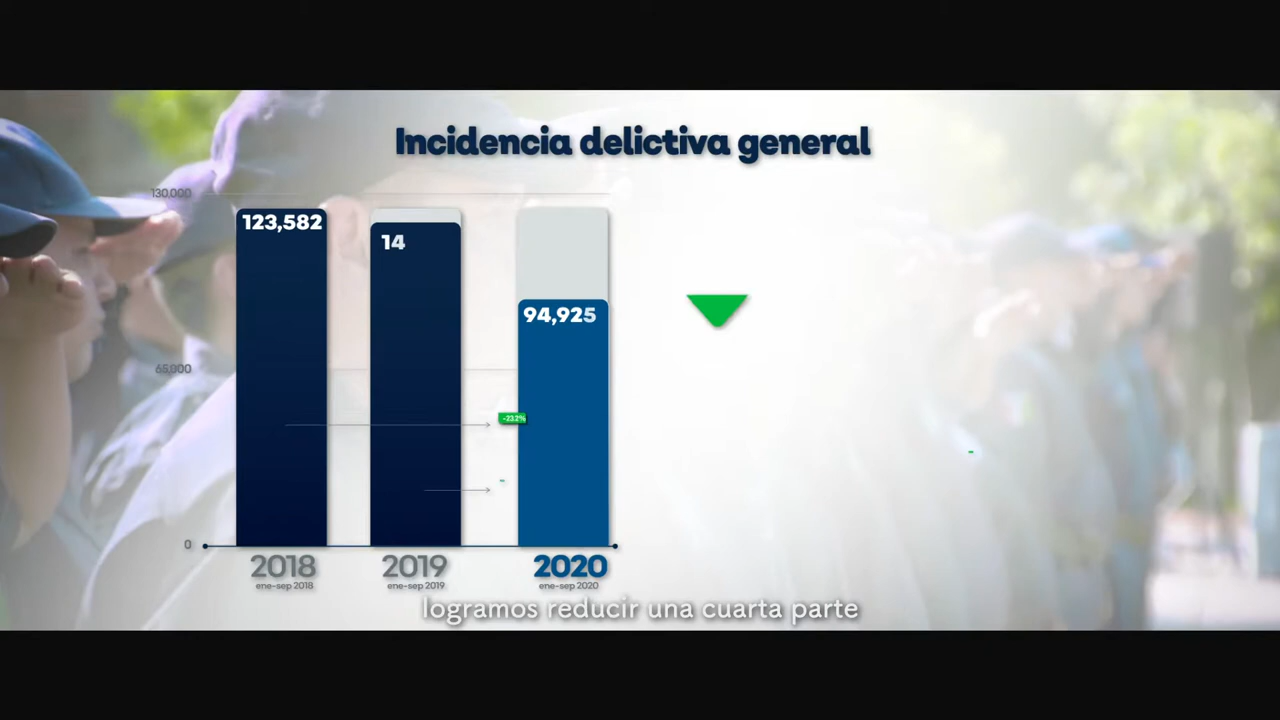 Incidencia delictiva general
130,000
123,582
14
94,925
65,000
-23.2%
0
2018
2019
2020
ene-sep 2018
ene-sep 2019
ene-sep 2020
logramos reducir una cuarta parte